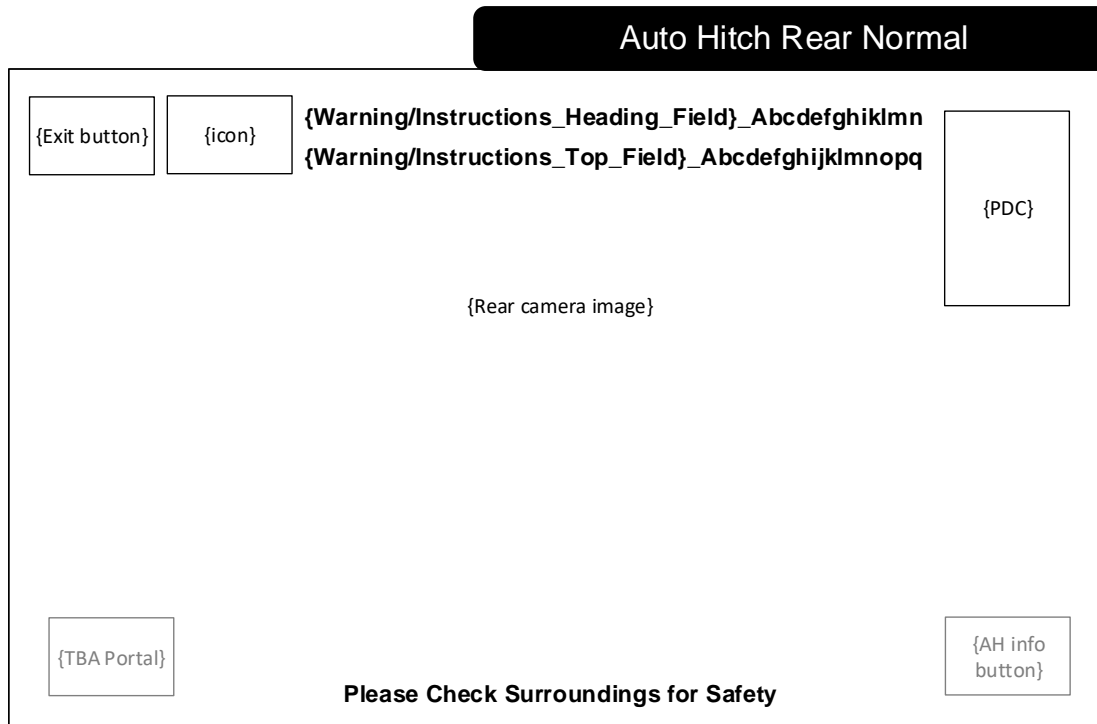 Auto Hitch Rear Normal
{Exit button}
{icon}
{Warning/Instructions_Heading_Field}_Abcdefghiklmn
{Warning/Instructions_Top_Field}_Abcdefghijklmnopq
{PDC}
{Rear camera image}
{TBA Portal}
{AH info
button}
Please Check Surroundings for Safety